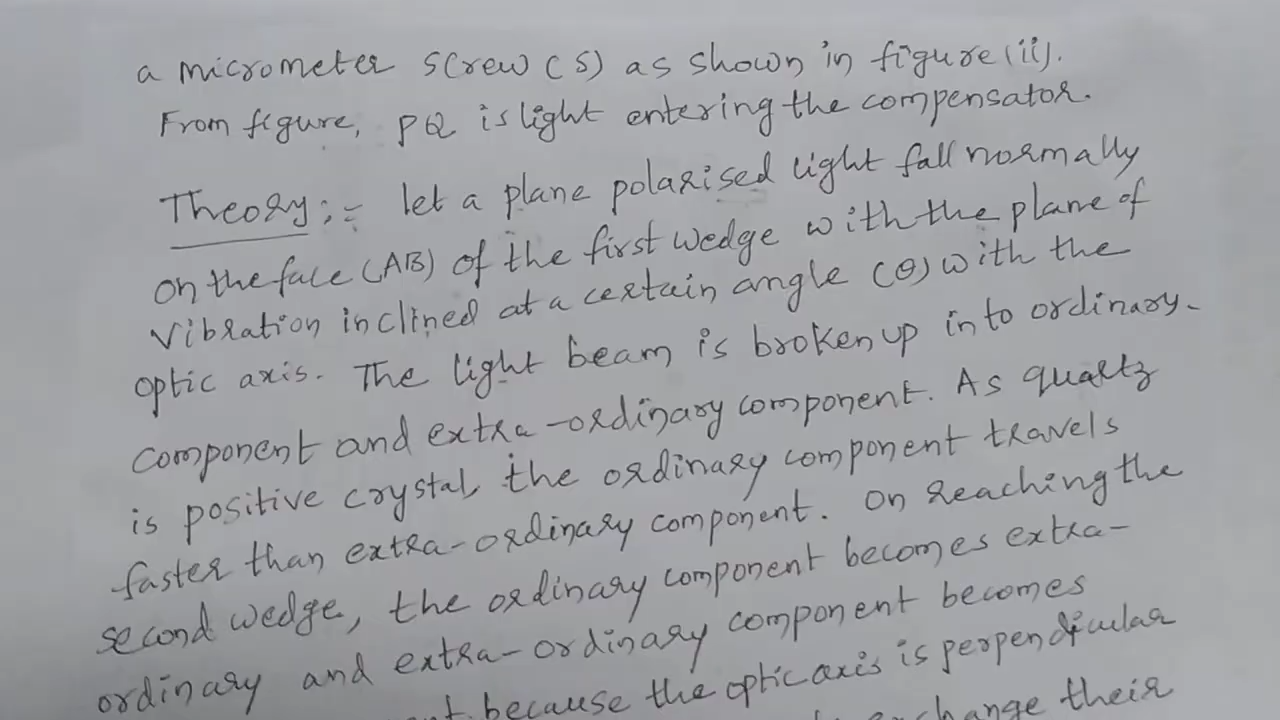 a micrometer screw (S) as shown in figure (ii).
From figure, PQ is light entering the compensator.
Theory:- let a plane polarised light fall normally
on the face (AB) of the first wedge with the plane of
vibration inclined at a certain angle (θ) with the
optic axis. The light beam is broken up in to ordinary-
component and extra-ordinary component. As quartz
is positive crystal, the ordinary component travels
faster than extra-ordinary component. On reaching the
second wedge, the ordinary component becomes extra-
ordinary and extra-ordinary component becomes
because the optic axis is perpendicular
change their